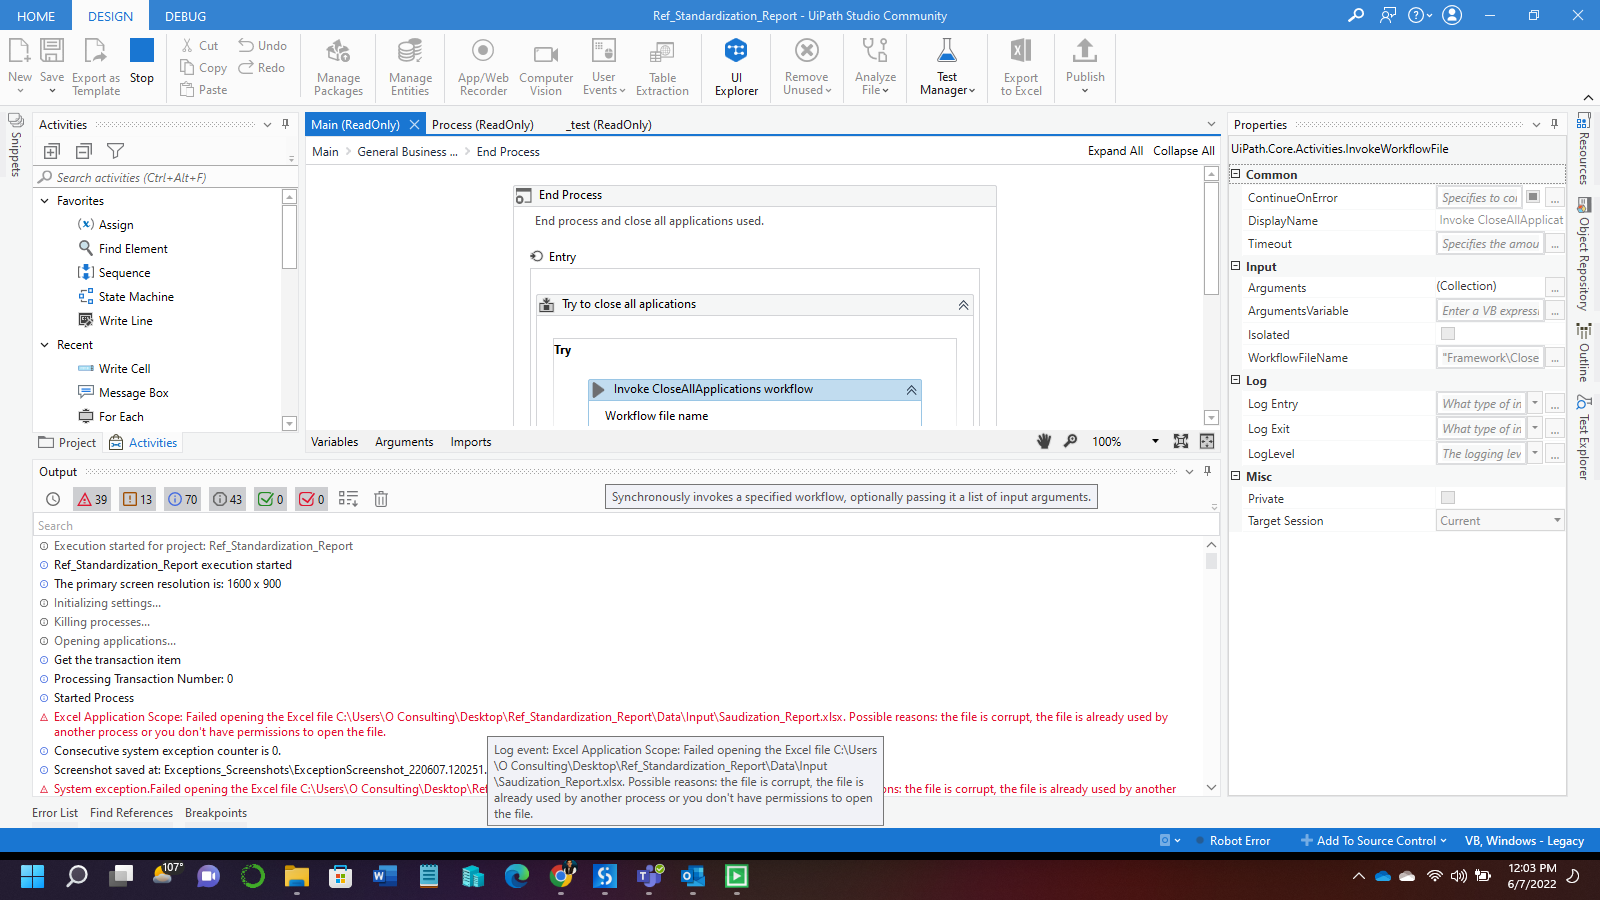 HOME DESIGN DEBUG Ref_Standardization_Report - UiPath Studio Community
New Save Export as Template Stop Cut Copy Paste Undo Redo Manage Packages Manage Entities App/Web Recorder Computer Vision User Events Table Extraction UI Explorer Remove Unused Analyze File Test Manager Export to Excel Publish
Snippets
Activities
Search activities (Ctrl+Alt+F)
Favorites
Assign
Find Element
Sequence
State Machine
Write Line
Recent
Write Cell
Message Box
For Each
Project Activities
Main (ReadOnly) Process (ReadOnly) _test (ReadOnly)
Main General Business ... End Process Expand All Collapse All
End Process
End process and close all applications used.
Entry
Try to close all aplications
Try
Invoke CloseAllApplications workflow
Workflow file name
Variables Arguments Imports 100%
Properties
UiPath.Core.Activities.InvokeWorkflowFile
Common
ContinueOnError Specifies to coi ...
DisplayName Invoke CloseAllApplicat
Timeout Specifies the amou ...
Input
Arguments (Collection) ...
ArgumentsVariable Enter a VB expressi ...
Isolated
WorkflowFileName "Framework\Close ...
Log
Log Entry What type of in ...
Log Exit What type of in ...
LogLevel The logging lev ...
Misc
Private
Target Session Current
Resources
Object Repository
Outline
Test Explorer
Output
39 13 70 43 0 0
Synchronously invokes a specified workflow, optionally passing it a list of input arguments.
Search
Execution started for project: Ref_Standardization_Report
Ref_Standardization_Report execution started
The primary screen resolution is: 1600 x 900
Initializing settings...
Killing processes...
Opening applications...
Get the transaction item
Processing Transaction Number: 0
Started Process
Excel Application Scope: Failed opening the Excel file C:\Users\O Consulting\Desktop\Ref_Standardization_Report\Data\Input\Saudization_Report.xlsx. Possible reasons: the file is corrupt, the file is already used by
another process or you don't have permissions to open the file.
Consecutive system exception counter is 0.
Screenshot saved at: Exceptions_Screenshots\ExceptionScreenshot_220607.120251.
System exception.Failed opening the Excel file C:\Users\O Consulting\Desktop\Ref ns: the file is corrupt, the file is already used by another
Log event: Excel Application Scope: Failed opening the Excel file C:\Users
\O Consulting\Desktop\Ref_Standardization_Report\Data\Input
\Saudization_Report.xlsx. Possible reasons: the file is corrupt, the file is
already used by another process or you don't have permissions to open
the file.
Error List Find References Breakpoints
Robot Error Add To Source Control VB, Windows - Legacy
107°
12:03 PM
6/7/2022